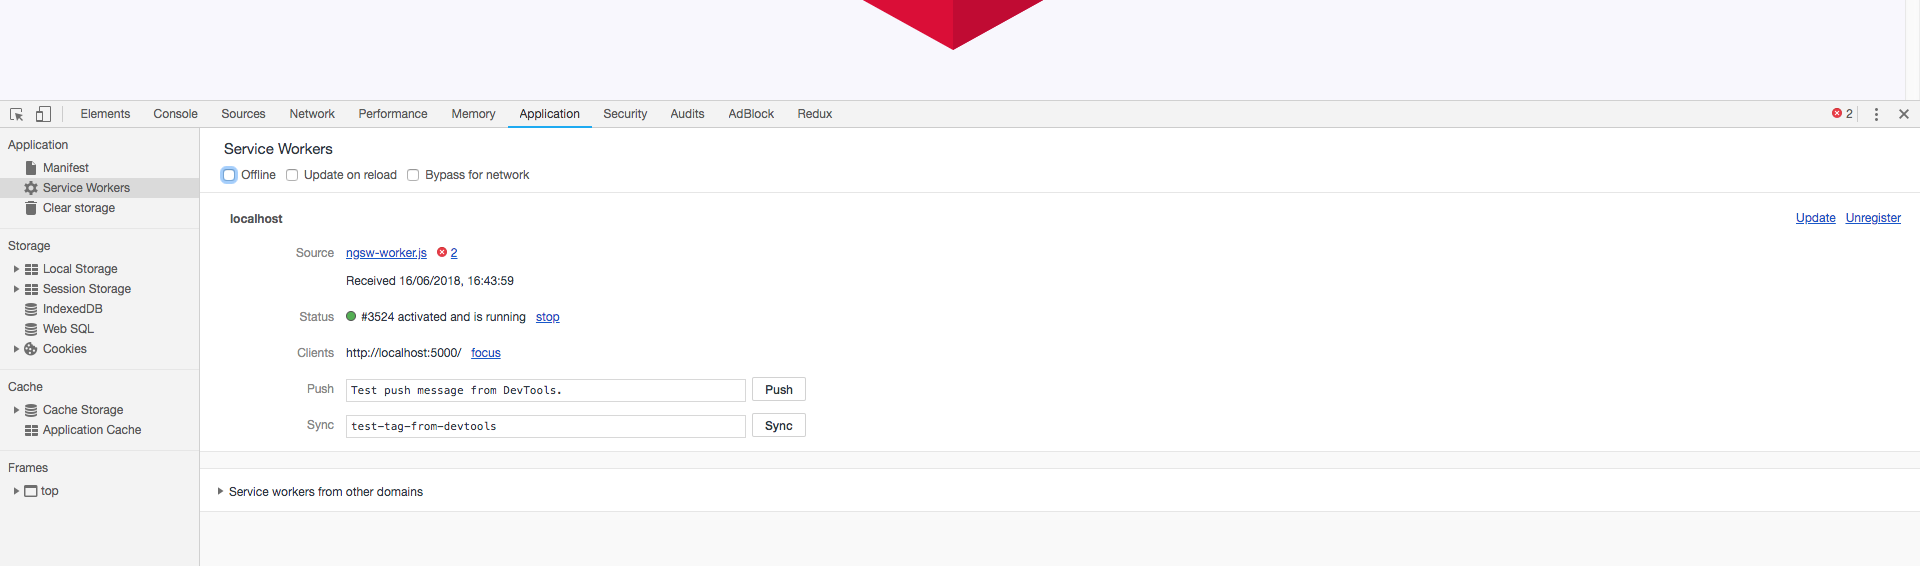 Elements Console Sources Network Performance Memory Application Security Audits AdBlock Redux 2
Application
Manifest
Service Workers
Clear storage
Storage
Local Storage
Session Storage
IndexedDB
Web SQL
Cookies
Cache
Cache Storage
Application Cache
Frames
top
Service Workers
Offline Update on reload Bypass for network
localhost Update Unregister
Source ngsw-worker.js 2
Received 16/06/2018, 16:43:59
Status #3524 activated and is running stop
Clients http://localhost:5000/ focus
Push Test push message from DevTools. Push
Sync test-tag-from-devtools Sync
Service workers from other domains